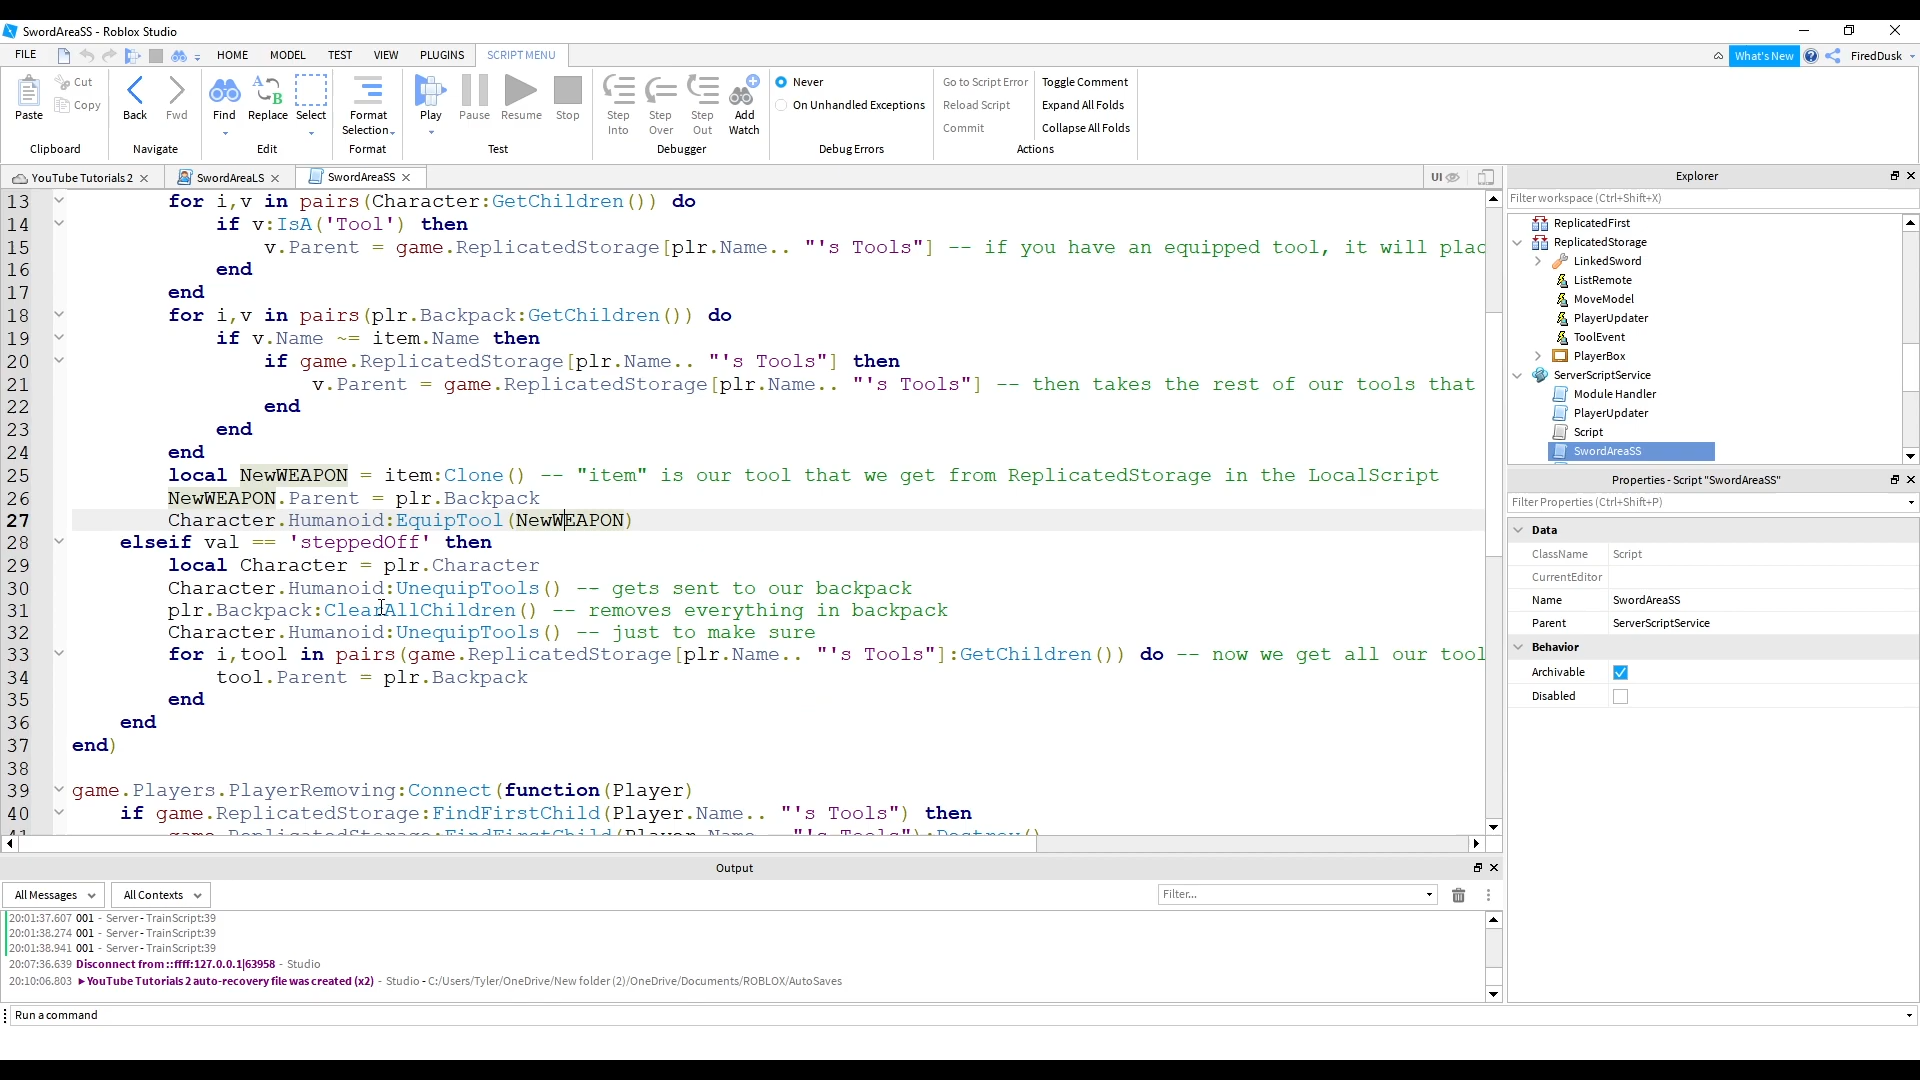 SwordAreaSS - Roblox Studio
FILE HOME MODEL TEST VIEW PLUGINS SCRIPT MENU What's New FiredDusk
Paste Cut Copy Clipboard
Back Fwd Navigate
Find Replace Select Edit
Format Selection Format
Play Pause Resume Stop Test
Step Into Step Over Step Out Add Watch Debugger
Never
On Unhandled Exceptions
Debug Errors
Go to Script Error Toggle Comment
Reload Script Expand All Folds
Commit Collapse All Folds
Actions
YouTube Tutorials 2 SwordAreaLS SwordAreaSS UI
13 for i,v in pairs(Character:GetChildren()) do
14 if v:IsA('Tool') then
15 v.Parent = game.ReplicatedStorage[plr.Name.. "'s Tools"] -- if you have an equipped tool, it will plac
16 end
17 end
18 for i,v in pairs(plr.Backpack:GetChildren()) do
19 if v.Name ~= item.Name then
20 if game.ReplicatedStorage[plr.Name.. "'s Tools"] then
21 v.Parent = game.ReplicatedStorage[plr.Name.. "'s Tools"] -- then takes the rest of our tools that
22 end
23 end
24 end
25 local NewWEAPON = item:Clone() -- "item" is our tool that we get from ReplicatedStorage in the LocalScript
26 NewWEAPON.Parent = plr.Backpack
27 Character.Humanoid:EquipTool(NewWEAPON)
28 elseif val == 'steppedOff' then
29 local Character = plr.Character
30 Character.Humanoid:UnequipTools() -- gets sent to our backpack
31 plr.Backpack:ClearAllChildren() -- removes everything in backpack
32 Character.Humanoid:UnequipTools() -- just to make sure
33 for i,tool in pairs(game.ReplicatedStorage[plr.Name.. "'s Tools"]:GetChildren()) do -- now we get all our tool
34 tool.Parent = plr.Backpack
35 end
36 end
37 end)
38
39 game.Players.PlayerRemoving:Connect(function(Player)
40 if game.ReplicatedStorage:FindFirstChild(Player.Name.. "'s Tools") then
41 game.ReplicatedStorage:FindFirstChild(Player.Name.. "'s Tools"):Destroy()
Explorer
Filter workspace (Ctrl+Shift+X)
ReplicatedFirst
ReplicatedStorage
LinkedSword
ListRemote
MoveModel
PlayerUpdater
ToolEvent
PlayerBox
ServerScriptService
Module Handler
PlayerUpdater
Script
SwordAreaSS
Properties - Script "SwordAreaSS"
Filter Properties (Ctrl+Shift+P)
Data
ClassName Script
CurrentEditor
Name SwordAreaSS
Parent ServerScriptService
Behavior
Archivable
Disabled
Output
All Messages All Contexts Filter...
20:01:37.607 001 - Server - TrainScript:39
20:01:38.274 001 - Server - TrainScript:39
20:01:38.941 001 - Server - TrainScript:39
20:07:36.639 Disconnect from ::ffff:127.0.0.1|63958 - Studio
20:10:06.803 ▶YouTube Tutorials 2 auto-recovery file was created (x2) - Studio - C:/Users/Tyler/OneDrive/New folder (2)/OneDrive/Documents/ROBLOX/AutoSaves
Run a command